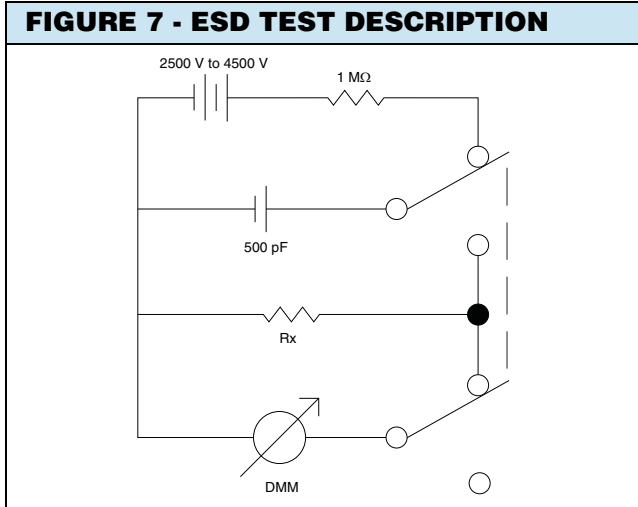 FIGURE 7 - ESD TEST DESCRIPTION
2500 V to 4500 V
1 MΩ
500 pF
Rx
DMM